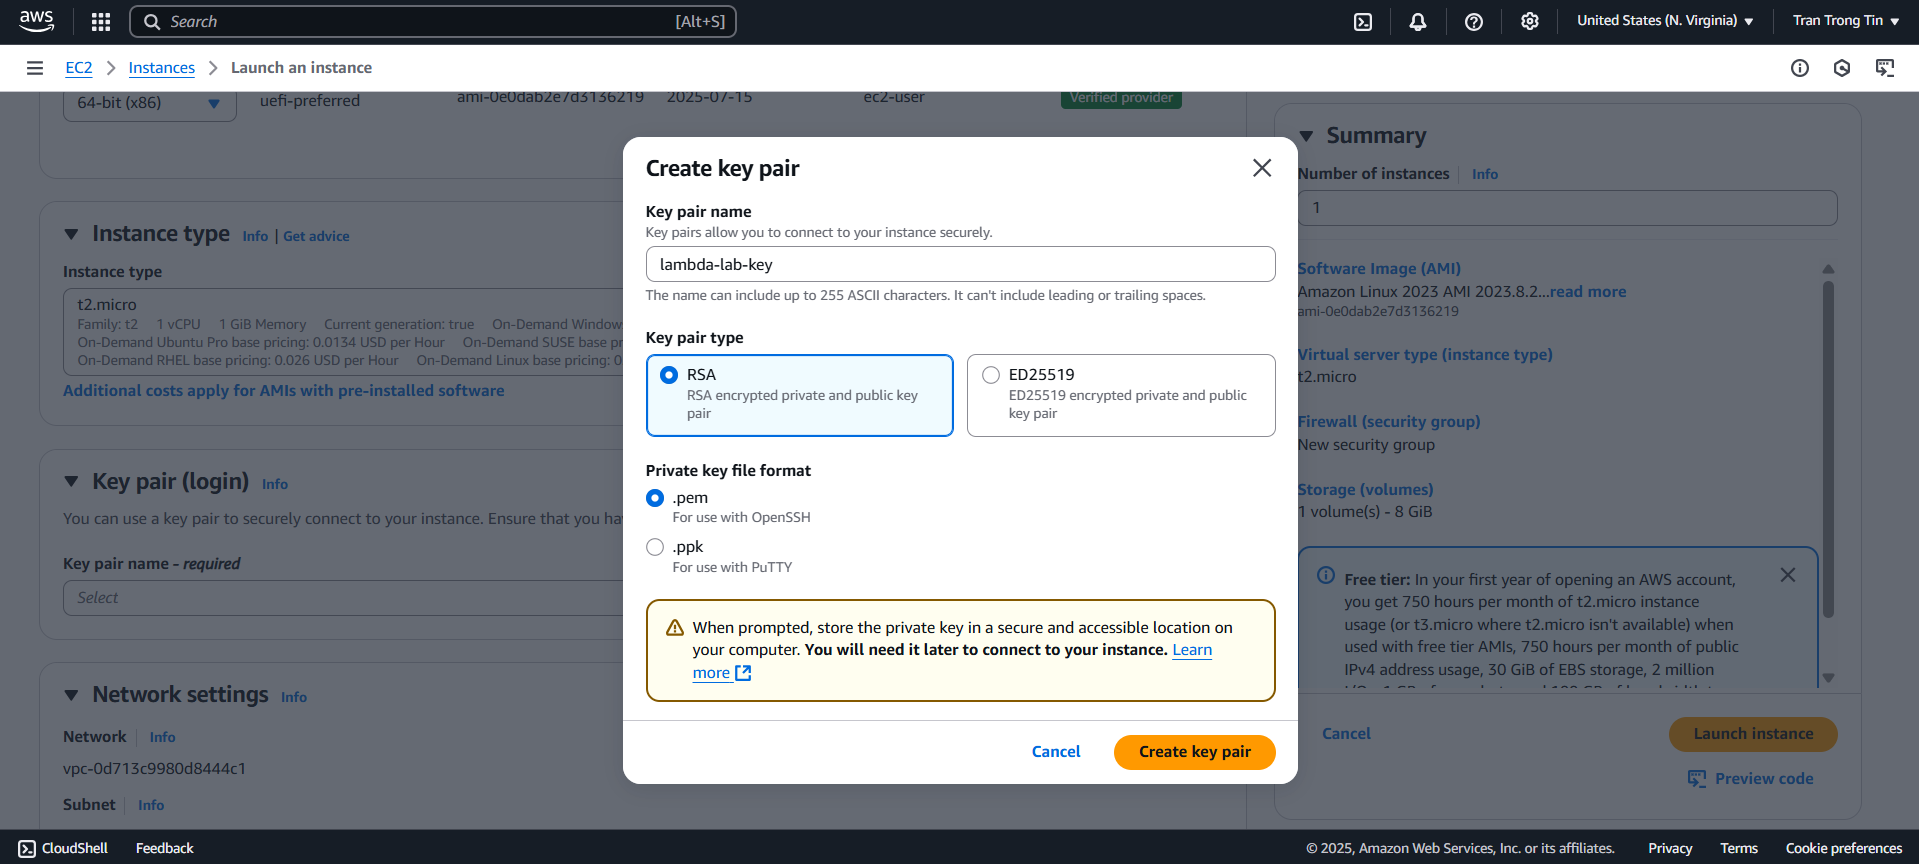 aws
Search [Alt+S]
United States (N. Virginia)
Tran Trong Tin
EC2 Instances Launch an instance
64-bit (x86) uefi-preferred ami-0e0dab2e7d3136219 2025-07-15 ec2-user Verified provider
Instance type Info | Get advice
Instance type
t2.micro
Family: t2 1 vCPU 1 GiB Memory Current generation: true On-Demand Window
On-Demand Ubuntu Pro base pricing: 0.0134 USD per Hour On-Demand SUSE base pr
On-Demand RHEL base pricing: 0.026 USD per Hour On-Demand Linux base pricing: 0
Additional costs apply for AMIs with pre-installed software
Key pair (login) Info
You can use a key pair to securely connect to your instance. Ensure that you ha
Key pair name - required
Select
Network settings Info
Network Info
vpc-0d713c9980d8444c1
Subnet Info
Create key pair
Key pair name
Key pairs allow you to connect to your instance securely.
lambda-lab-key
The name can include up to 255 ASCII characters. It can't include leading or trailing spaces.
Key pair type
RSA
RSA encrypted private and public key
pair
ED25519
ED25519 encrypted private and public
key pair
Private key file format
.pem
For use with OpenSSH
.ppk
For use with PuTTY
When prompted, store the private key in a secure and accessible location on
your computer. You will need it later to connect to your instance. Learn
more
Cancel Create key pair
Summary
Number of instances Info
1
Software Image (AMI)
Amazon Linux 2023 AMI 2023.8.2...read more
ami-0e0dab2e7d3136219
Virtual server type (instance type)
t2.micro
Firewall (security group)
New security group
Storage (volumes)
1 volume(s) - 8 GiB
Free tier: In your first year of opening an AWS account,
you get 750 hours per month of t2.micro instance
usage (or t3.micro where t2.micro isn't available) when
used with free tier AMIs, 750 hours per month of public
IPv4 address usage, 30 GiB of EBS storage, 2 million
Cancel Launch instance
Preview code
CloudShell Feedback
© 2025, Amazon Web Services, Inc. or its affiliates. Privacy Terms Cookie preferences